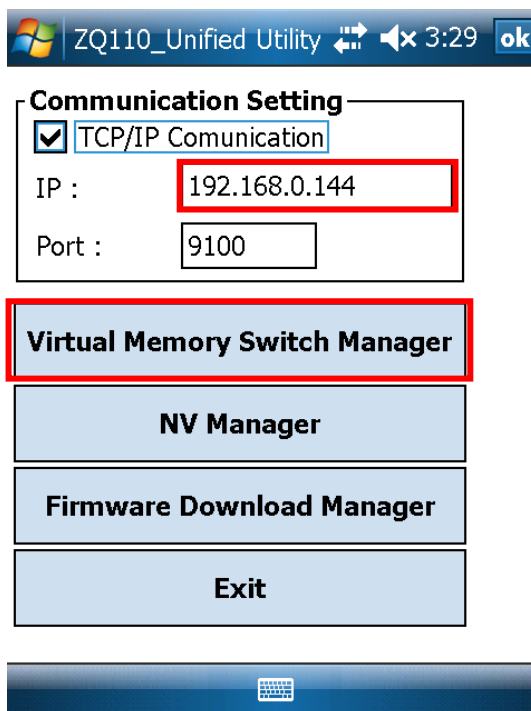 ZQ110_Unified Utility 3:29 ok
Communication Setting
TCP/IP Comunication
IP : 192.168.0.144
Port : 9100
Virtual Memory Switch Manager
NV Manager
Firmware Download Manager
Exit